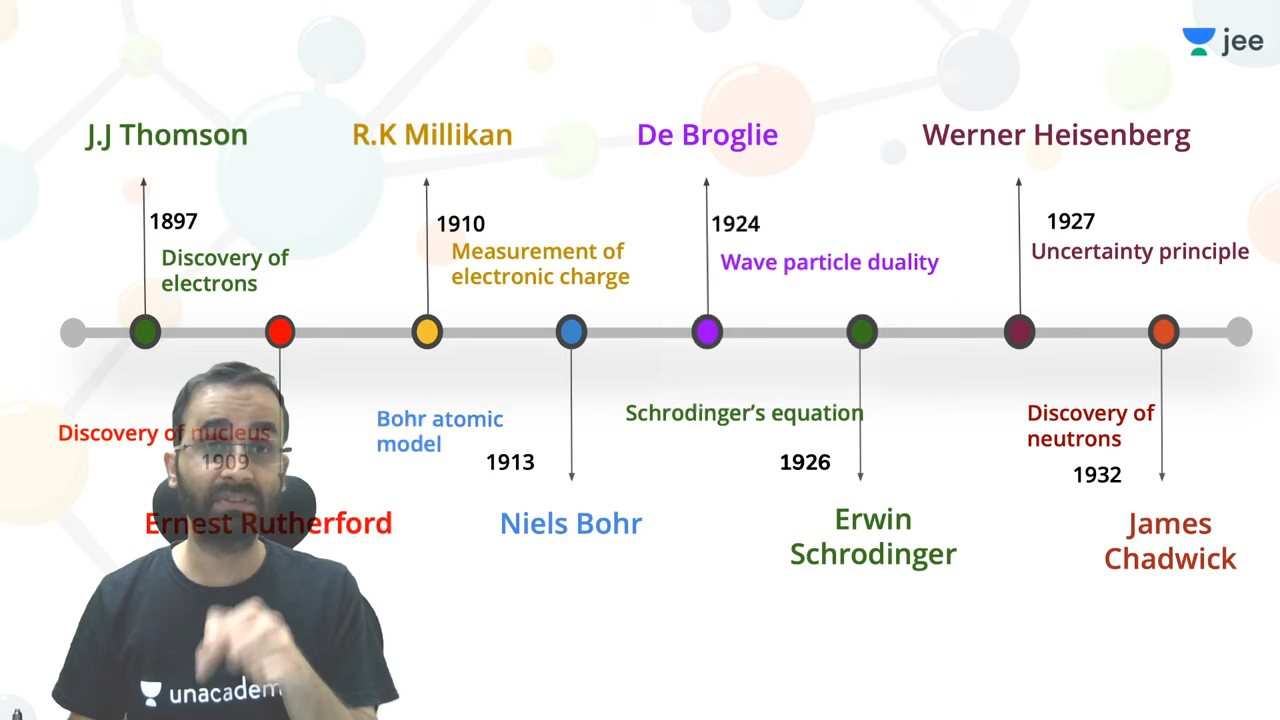 jee
J.J Thomson
R.K Millikan
De Broglie
Werner Heisenberg
1897
1910
1924
1927
Discovery of
electrons
Measurement of
electronic charge
Wave particle duality
Uncertainty principle
Discovery of nucleus
1909
Bohr atomic
model
1913
Schrodinger's equation
1926
Discovery of
neutrons
1932
Ernest Rutherford
Niels Bohr
Erwin
Schrodinger
James
Chadwick
unacadem